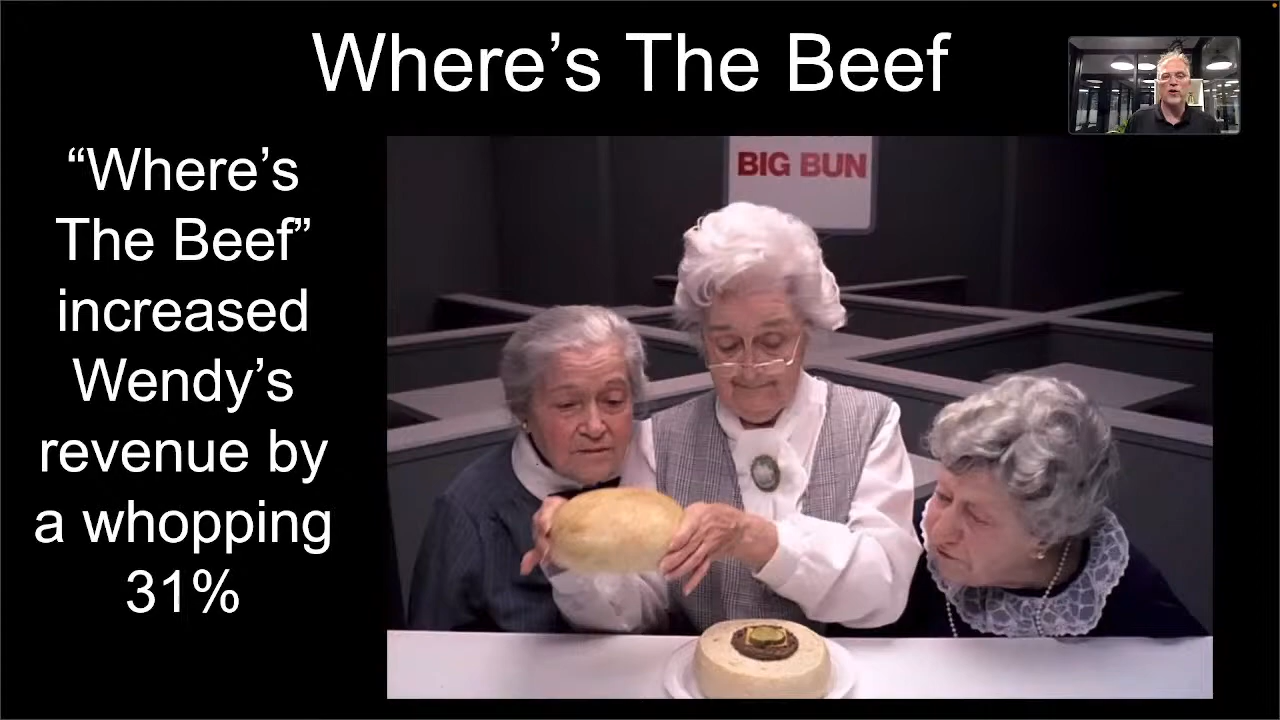 Where’s The Beef
“Where’s
The Beef”
increased
Wendy’s
revenue by
a whopping
31%
BIG BUN